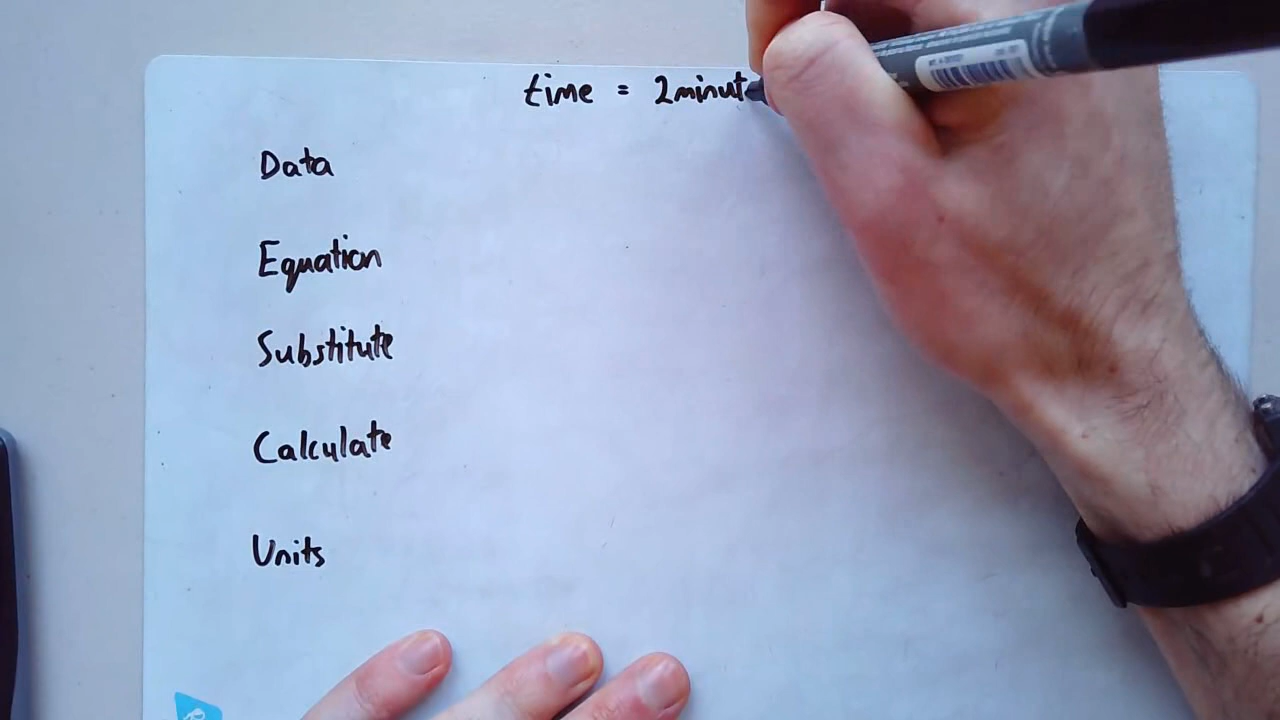 time = 2minut
Data
Equation
Substitute
Calculate
Units